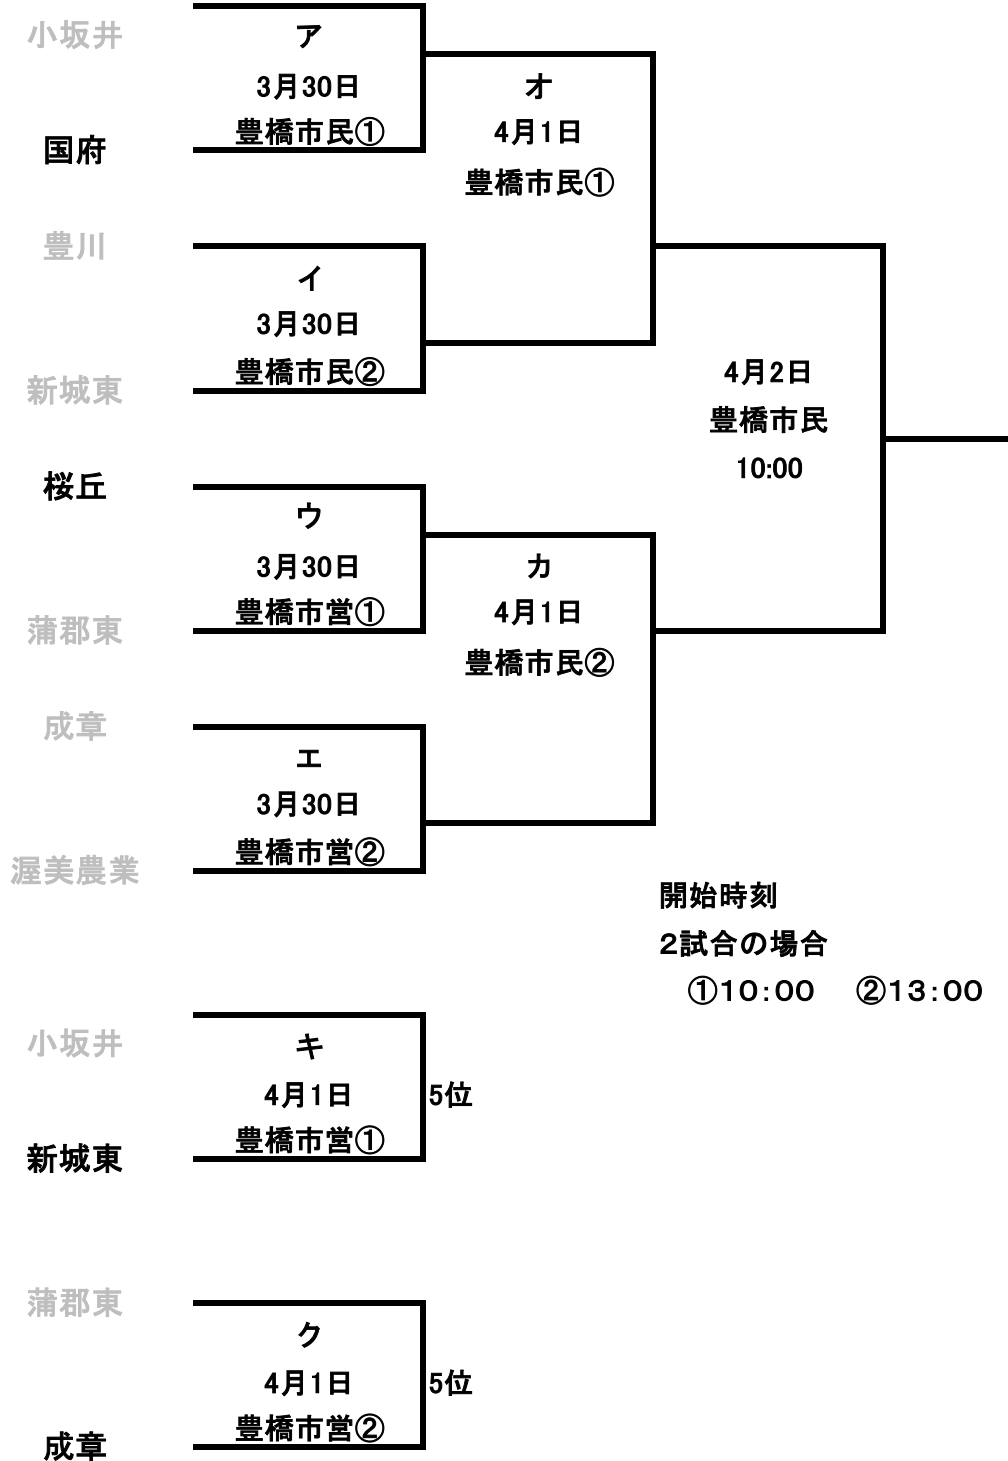 小坂井
ア
3月30日
豊橋市民①
国府
オ
4月1日
豊橋市民①
豊川
イ
3月30日
豊橋市民②
新城東
4月2日
豊橋市民
10:00
桜丘
ウ
3月30日
豊橋市営①
蒲郡東
カ
4月1日
豊橋市民②
成章
エ
3月30日
豊橋市営②
渥美農業
開始時刻
２試合の場合
①１０：００　②１３：００
小坂井
キ
4月1日
豊橋市営①
5位
新城東
蒲郡東
ク
4月1日
豊橋市営②
5位
成章